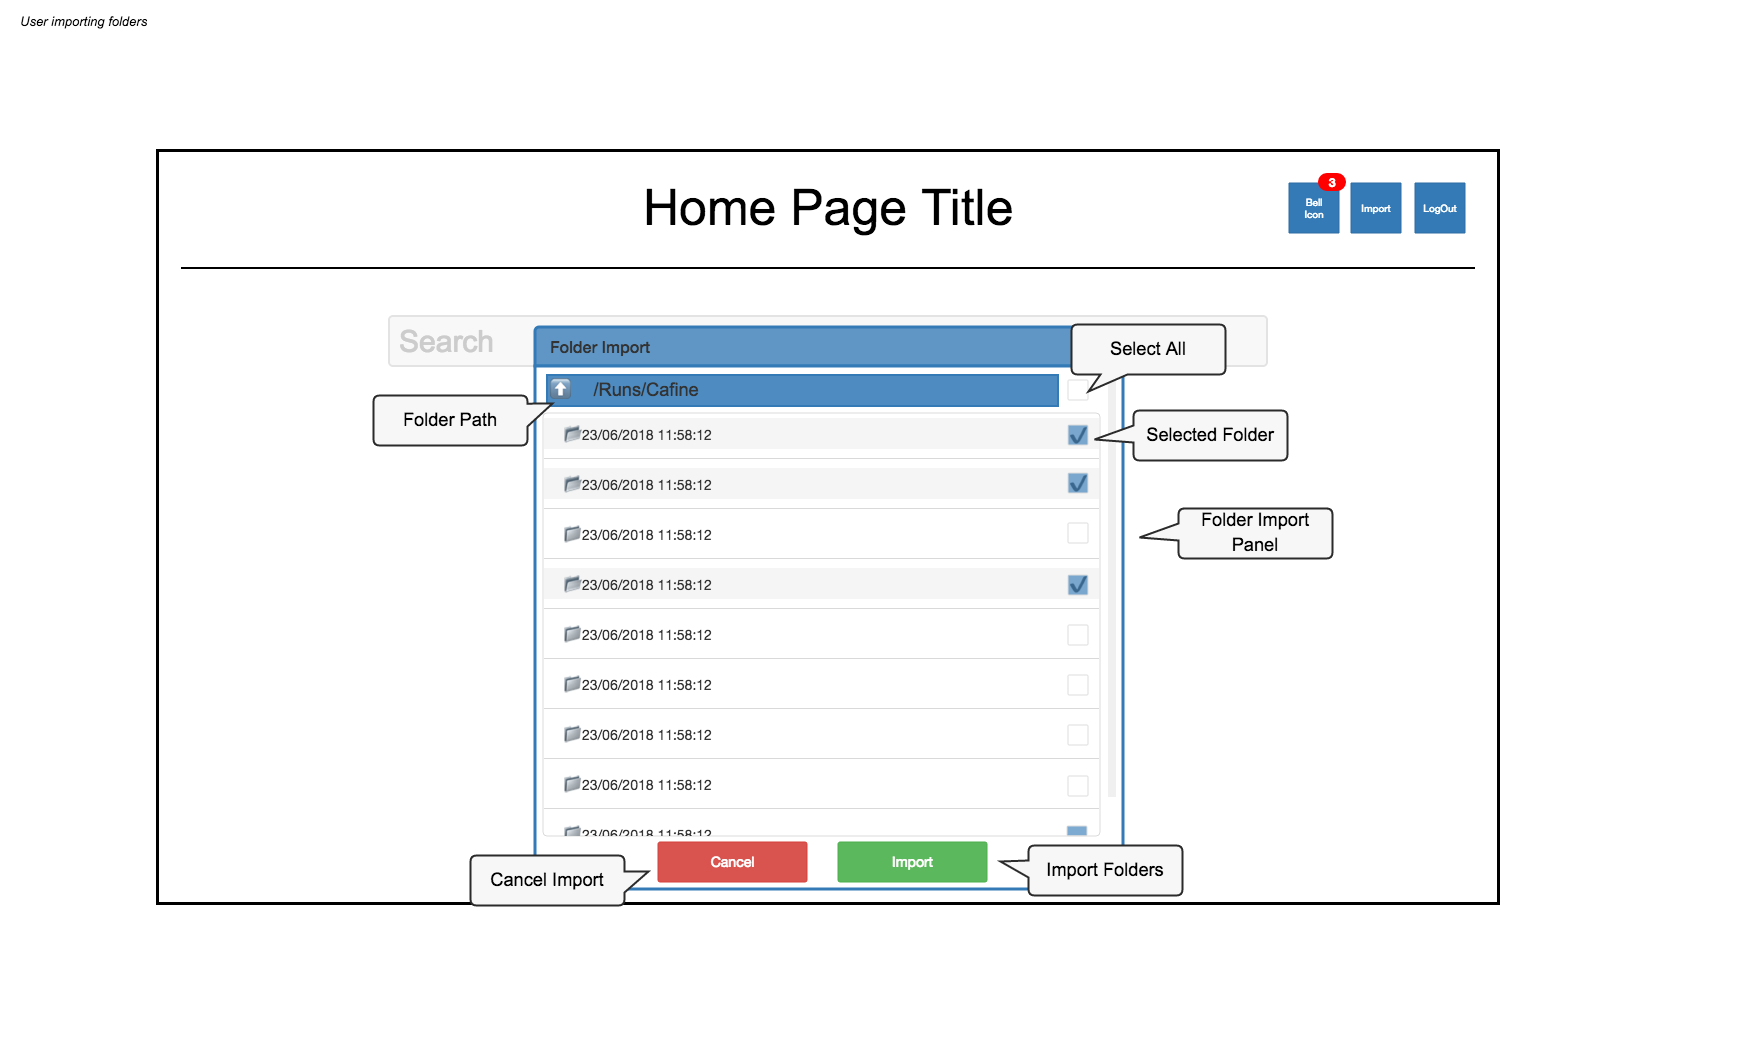 User importing folders
Home Page Title
3
Bell
Icon
Import
LogOut
Search
Folder Import
Select All
/Runs/Cafine
Folder Path
23/06/2018 11:58:12
Selected Folder
23/06/2018 11:58:12
Folder Import
Panel
23/06/2018 11:58:12
23/06/2018 11:58:12
23/06/2018 11:58:12
23/06/2018 11:58:12
23/06/2018 11:58:12
23/06/2018 11:58:12
23/06/2018 11:58:12
Cancel
Import
Import Folders
Cancel Import